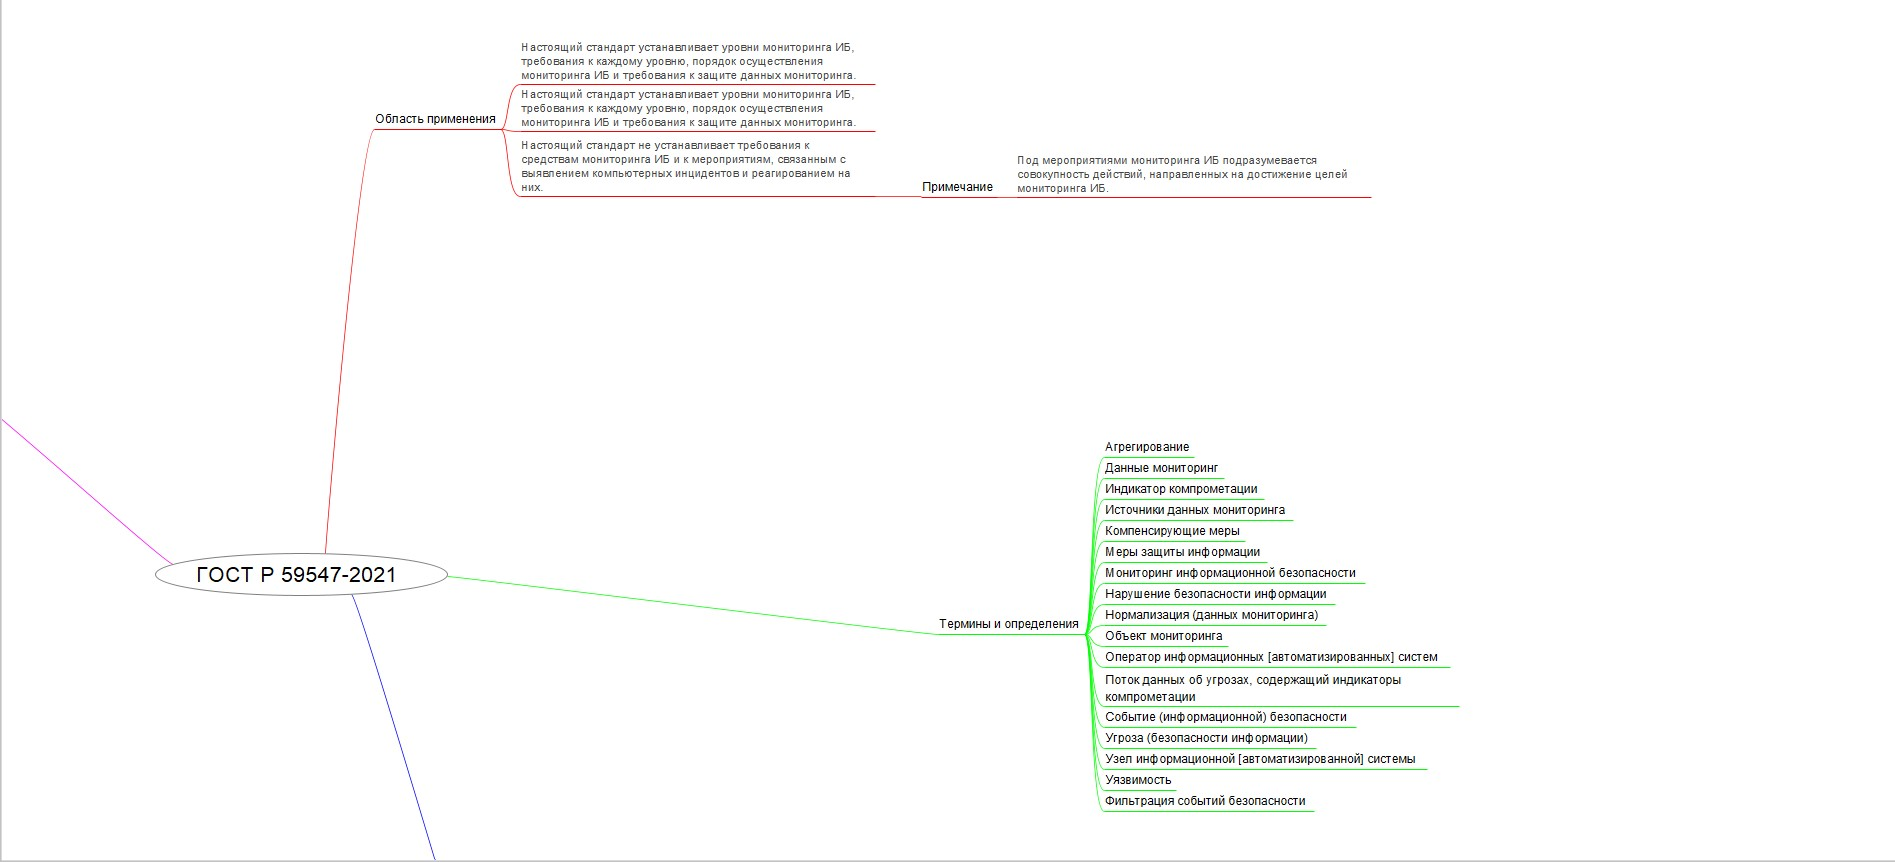 Настоящий стандарт устанавливает уровни мониторинга ИБ,
требования к каждому уровню, порядок осуществления
мониторинга ИБ и требования к защите данных мониторинга.
Настоящий стандарт устанавливает уровни мониторинга ИБ,
требования к каждому уровню, порядок осуществления
мониторинга ИБ и требования к защите данных мониторинга.
Область применения
Настоящий стандарт не устанавливает требования к
средствам мониторинга ИБ и к мероприятиям, связанным с
выявлением компьютерных инцидентов и реагированием на
них.
Примечание
Под мероприятиями мониторинга ИБ подразумевается
совокупность действий, направленных на достижение целей
мониторинга ИБ.
ГОСТ Р 59547-2021
Термины и определения
Агрегирование
Данные мониторинг
Индикатор компрометации
Источники данных мониторинга
Компенсирующие меры
Меры защиты информации
Мониторинг информационной безопасности
Нарушение безопасности информации
Нормализация (данных мониторинга)
Объект мониторинга
Оператор информационных [автоматизированных] систем
Поток данных об угрозах, содержащий индикаторы
компрометации
Событие (информационной) безопасности
Угроза (безопасности информации)
Узел информационной [автоматизированной] системы
Уязвимость
Фильтрация событий безопасности